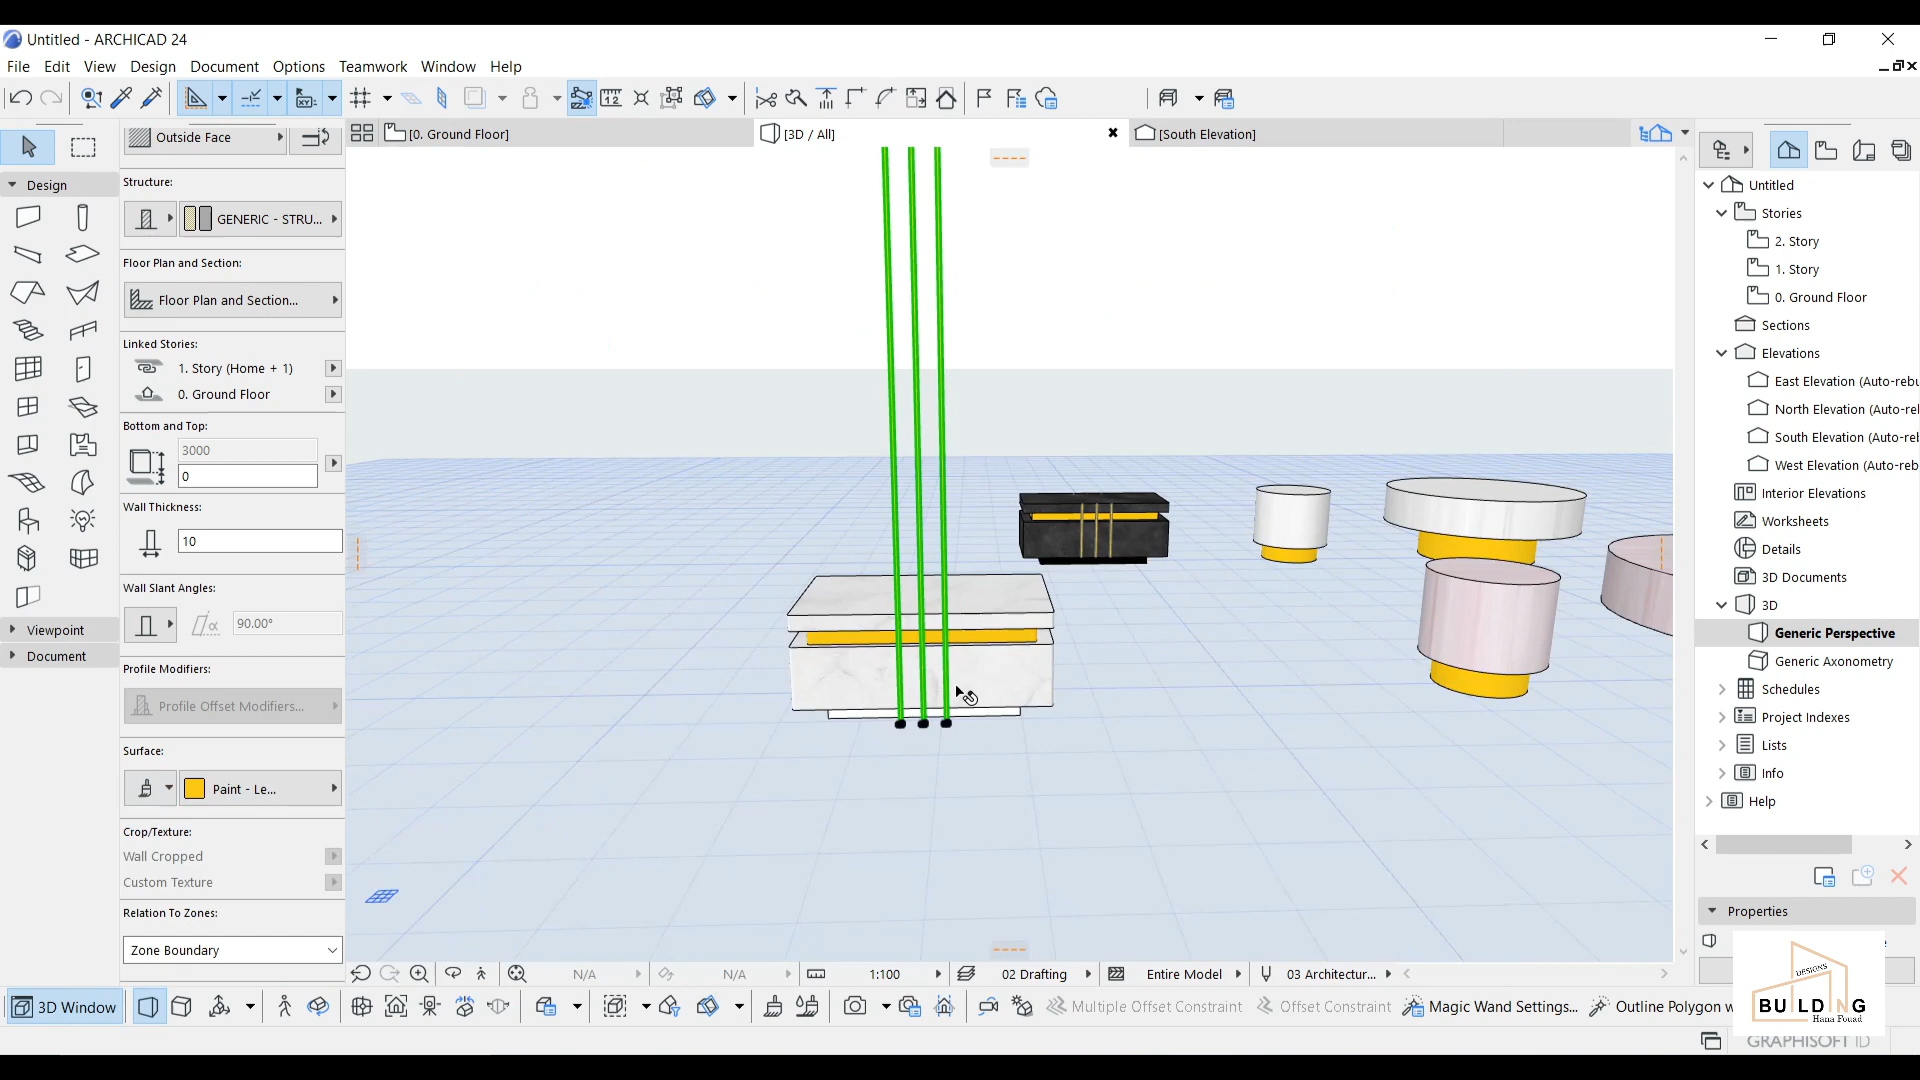 Untitled - ARCHICAD 24
File Edit View Design Document Options Teamwork Window Help
Outside Face
[0. Ground Floor]
[3D / All]
[South Elevation]
Design
Structure:
GENERIC - STRU...
Floor Plan and Section:
Floor Plan and Section...
Linked Stories:
1. Story (Home + 1)
0. Ground Floor
Bottom and Top:
3000
0
Wall Thickness:
10
Wall Slant Angles:
90.00°
Viewpoint
Document
Profile Modifiers:
Profile Offset Modifiers...
Surface:
Paint - Le...
Crop/Texture:
Wall Cropped
Custom Texture
Relation To Zones:
Zone Boundary
Untitled
Stories
2. Story
1. Story
0. Ground Floor
Sections
Elevations
East Elevation (Auto-rebu
North Elevation (Auto-rel
South Elevation (Auto-re
West Elevation (Auto-reb
Interior Elevations
Worksheets
Details
3D Documents
3D
Generic Perspective
Generic Axonometry
Schedules
Project Indexes
Lists
Info
Help
Properties
DESIGNS
BUILDING
Hana Fouad
GRAPHISOFT ID
N/A
N/A
1:100
02 Drafting
Entire Model
03 Architectur...
3D Window
Multiple Offset Constraint
Offset Constraint
Magic Wand Settings...
Outline Polygon w